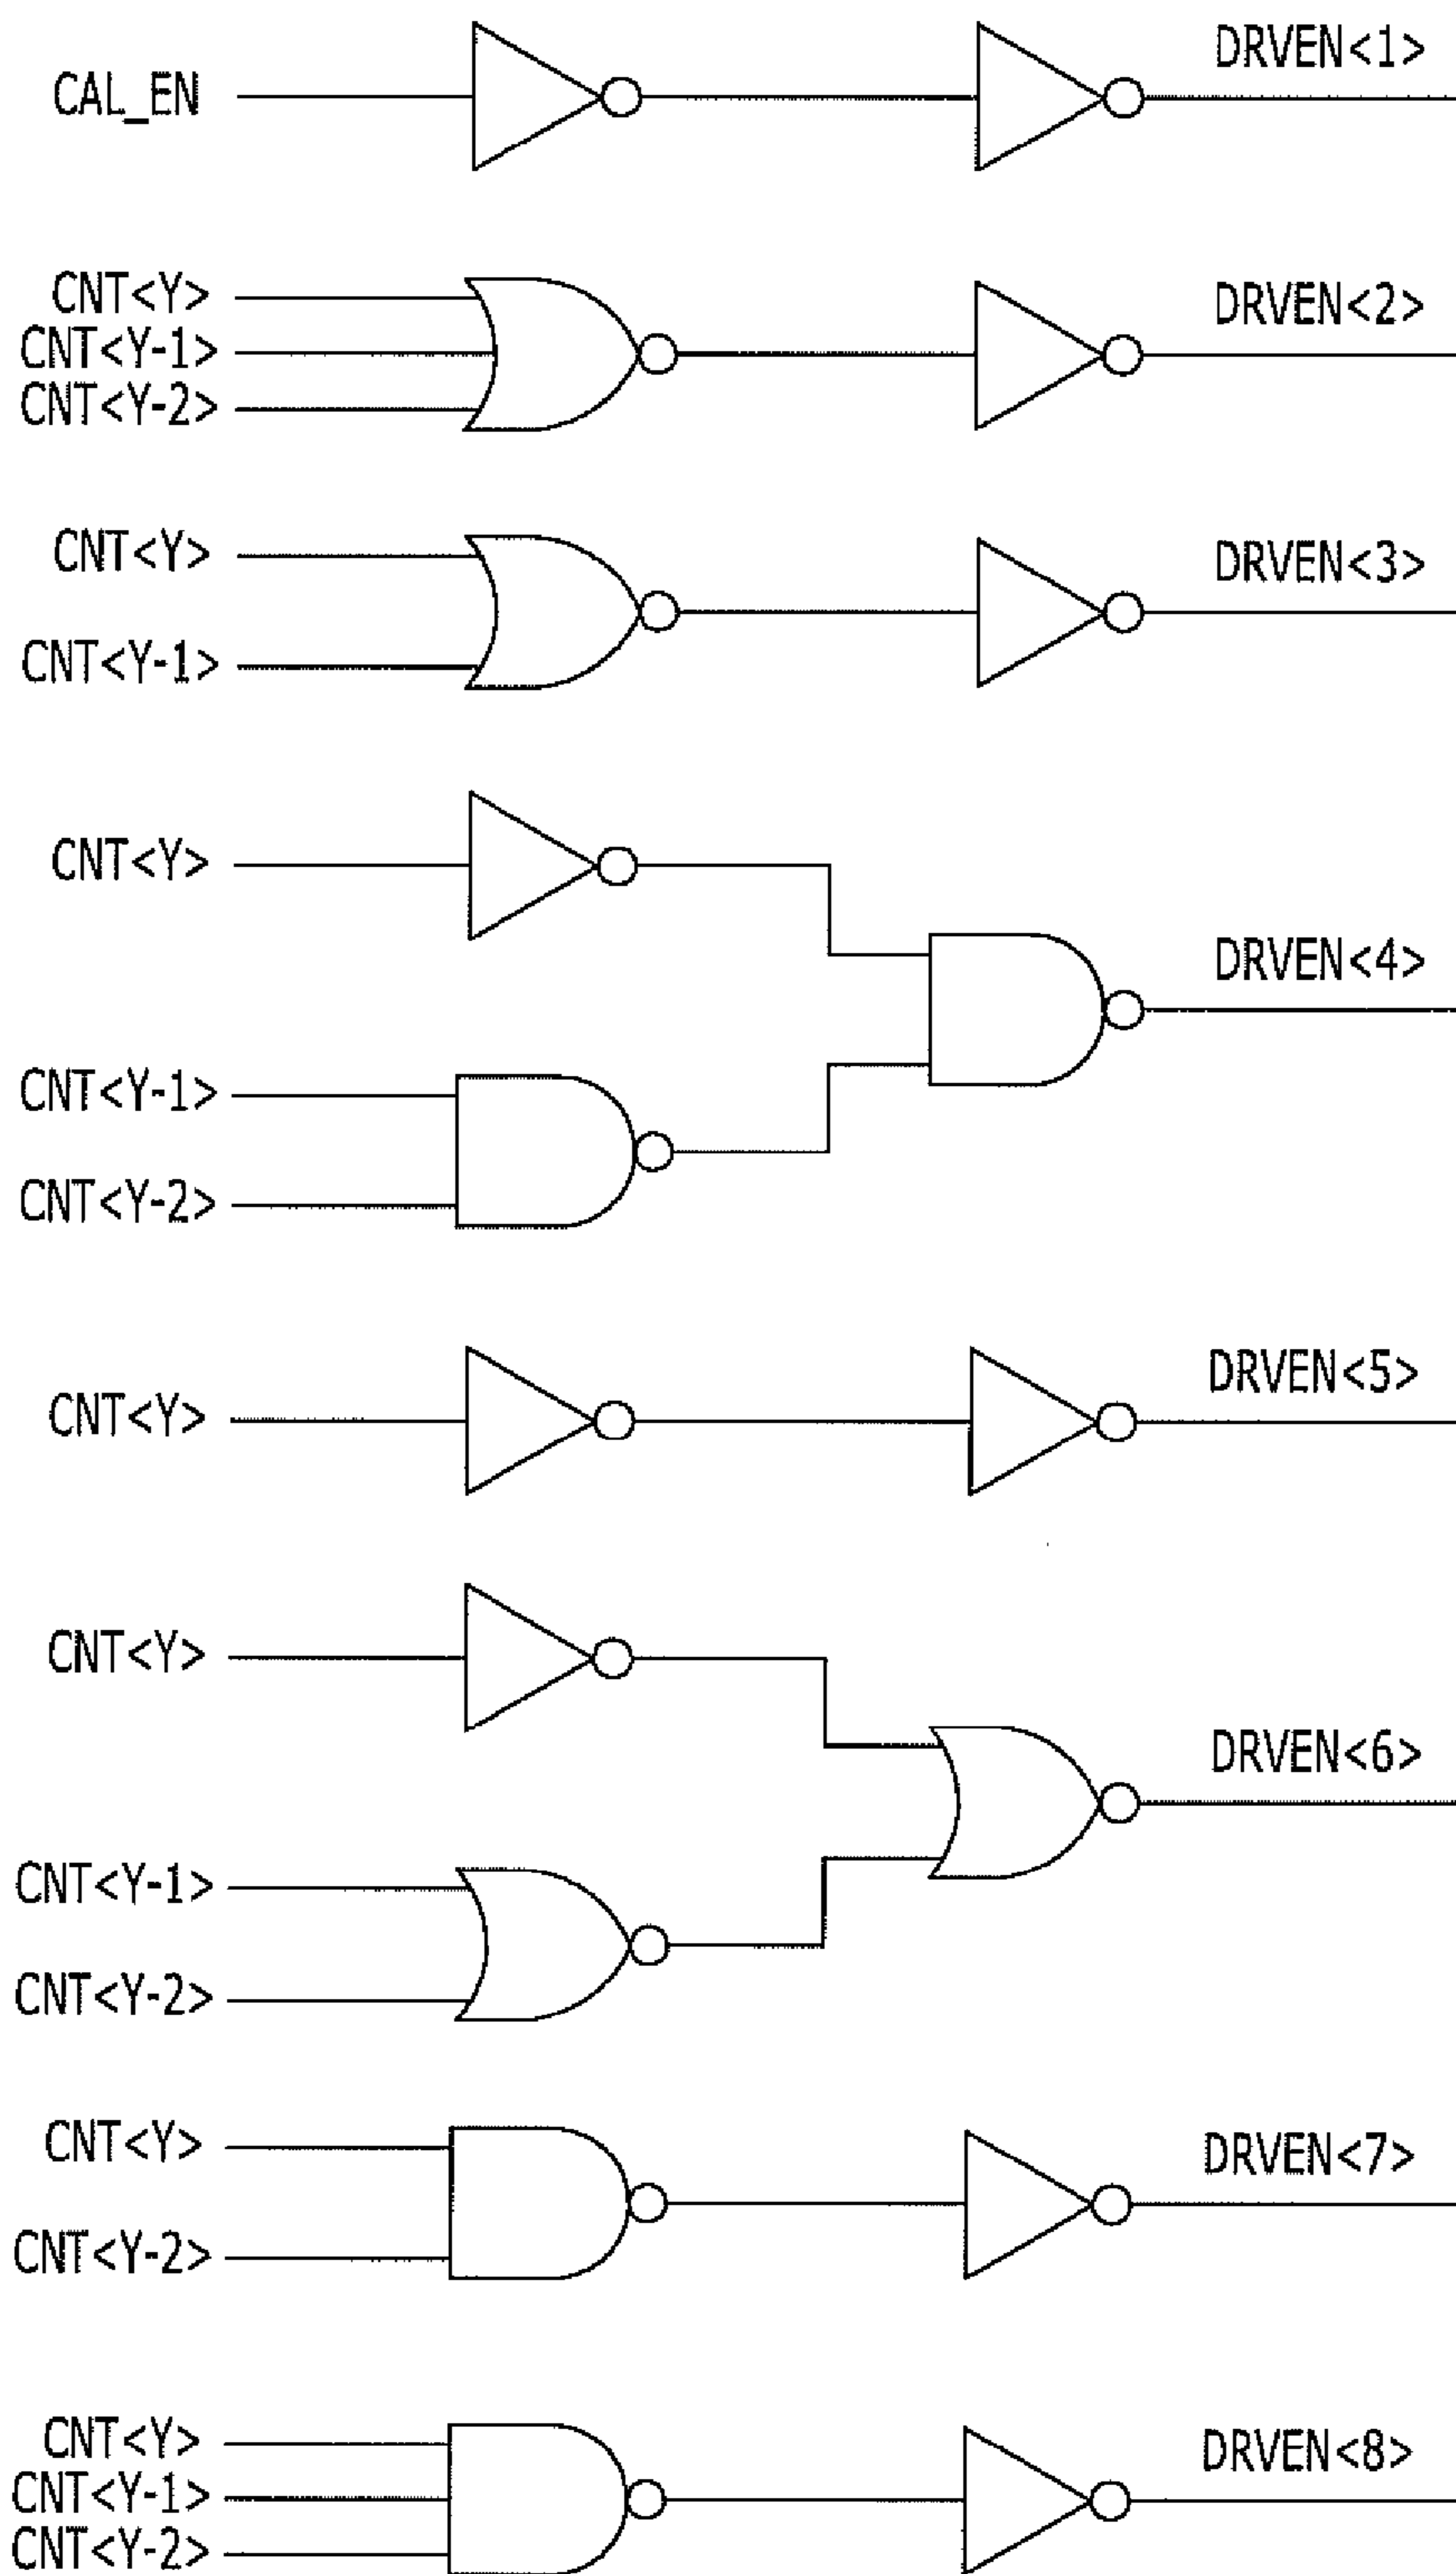 CAL_EN
DRVEN<1>
CNT<Y>
CNT<Y-1>
CNT<Y-2>
DRVEN<2>
CNT<Y>
CNT<Y-1>
DRVEN<3>
CNT<Y>
CNT<Y-1>
CNT<Y-2>
DRVEN<4>
CNT<Y>
DRVEN<5>
CNT<Y>
CNT<Y-1>
CNT<Y-2>
DRVEN<6>
CNT<Y>
CNT<Y-2>
DRVEN<7>
CNT<Y>
CNT<Y-1>
CNT<Y-2>
DRVEN<8>